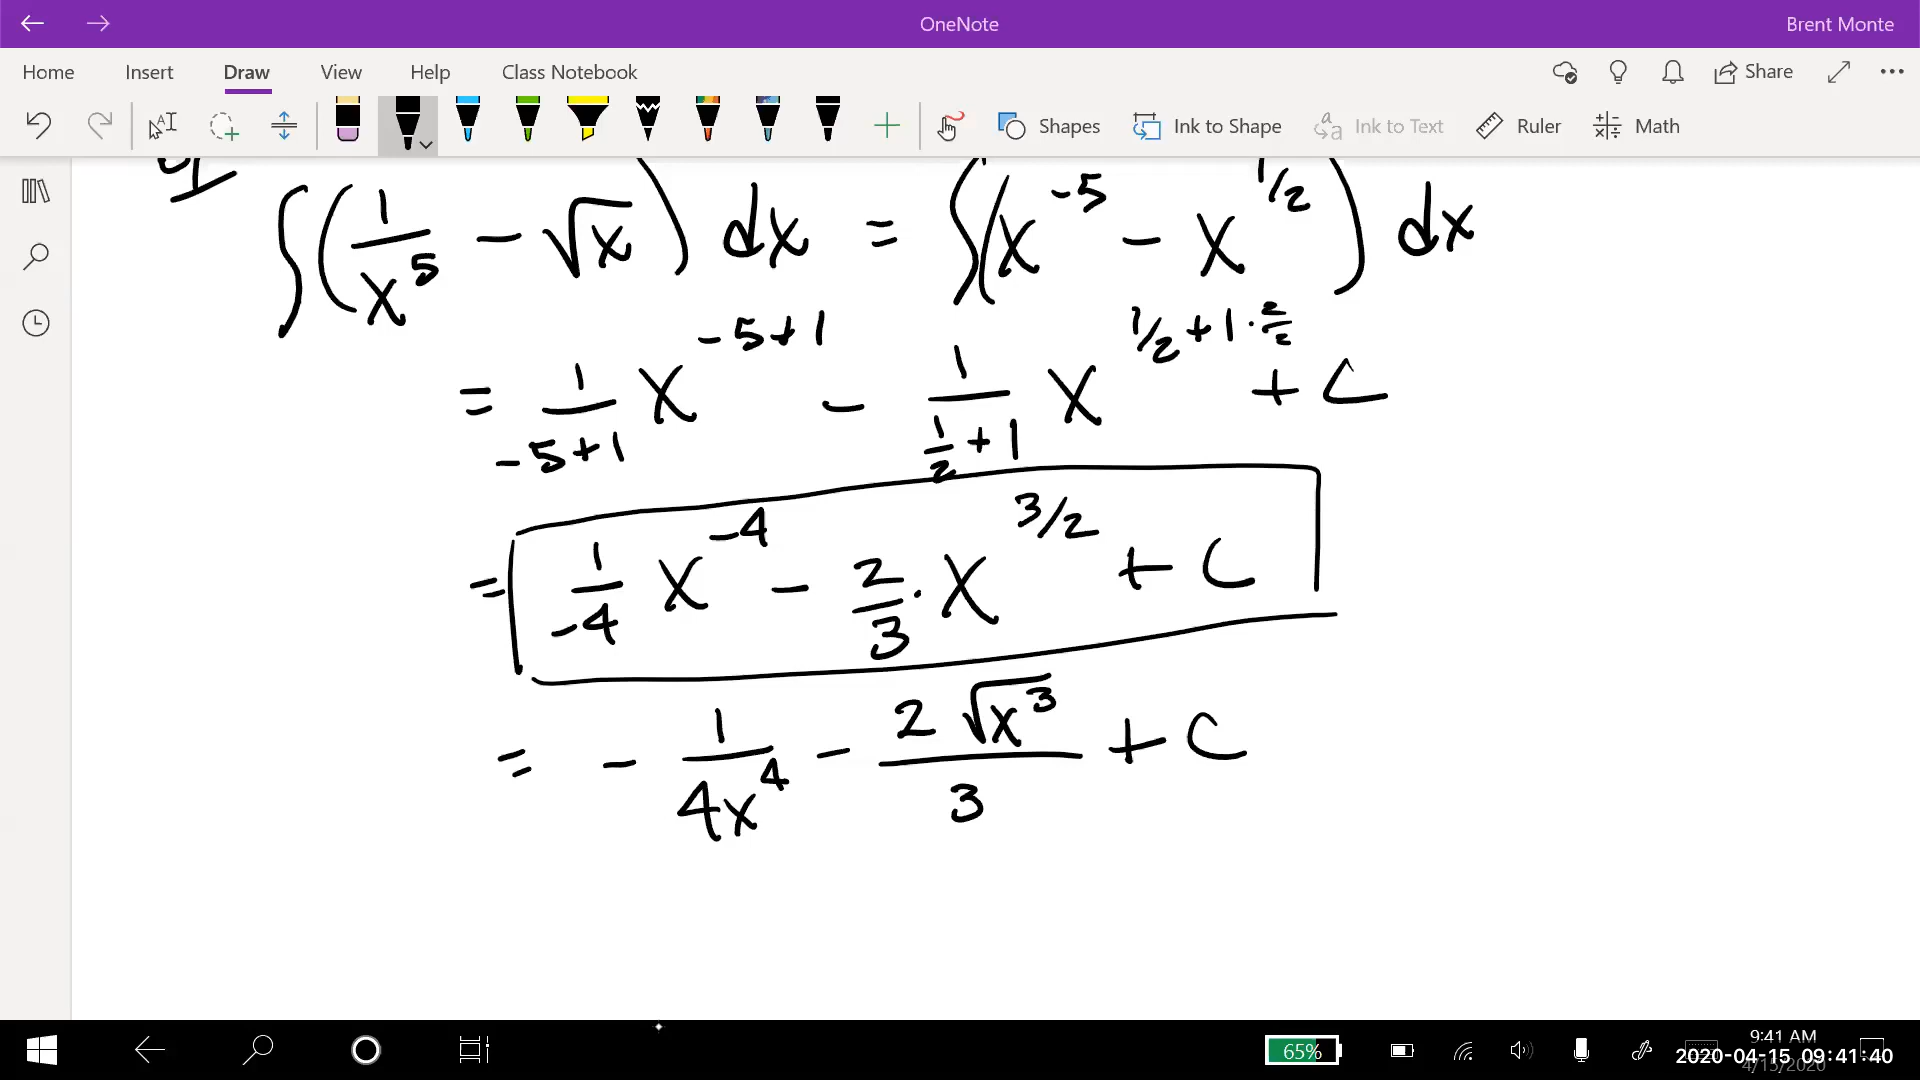 OneNote
Brent Monte
Home Insert Draw View Help Class Notebook
Share
Shapes Ink to Shape Ink to Text Ruler Math
∫(1/x^5 − √x) dx = ∫(x^-5 − x^1/2) dx
= 1/(-5+1) x^(-5+1) − 1/(1/2+1) x^(1/2+1·2/2) + C
= 1/-4 x^-4 − 2/3 · x^3/2 + C
= − 1/(4x^4) − 2√x^3/3 + C
65%
9:41 AM
2020-04-15 09:41:40
4/15/2020